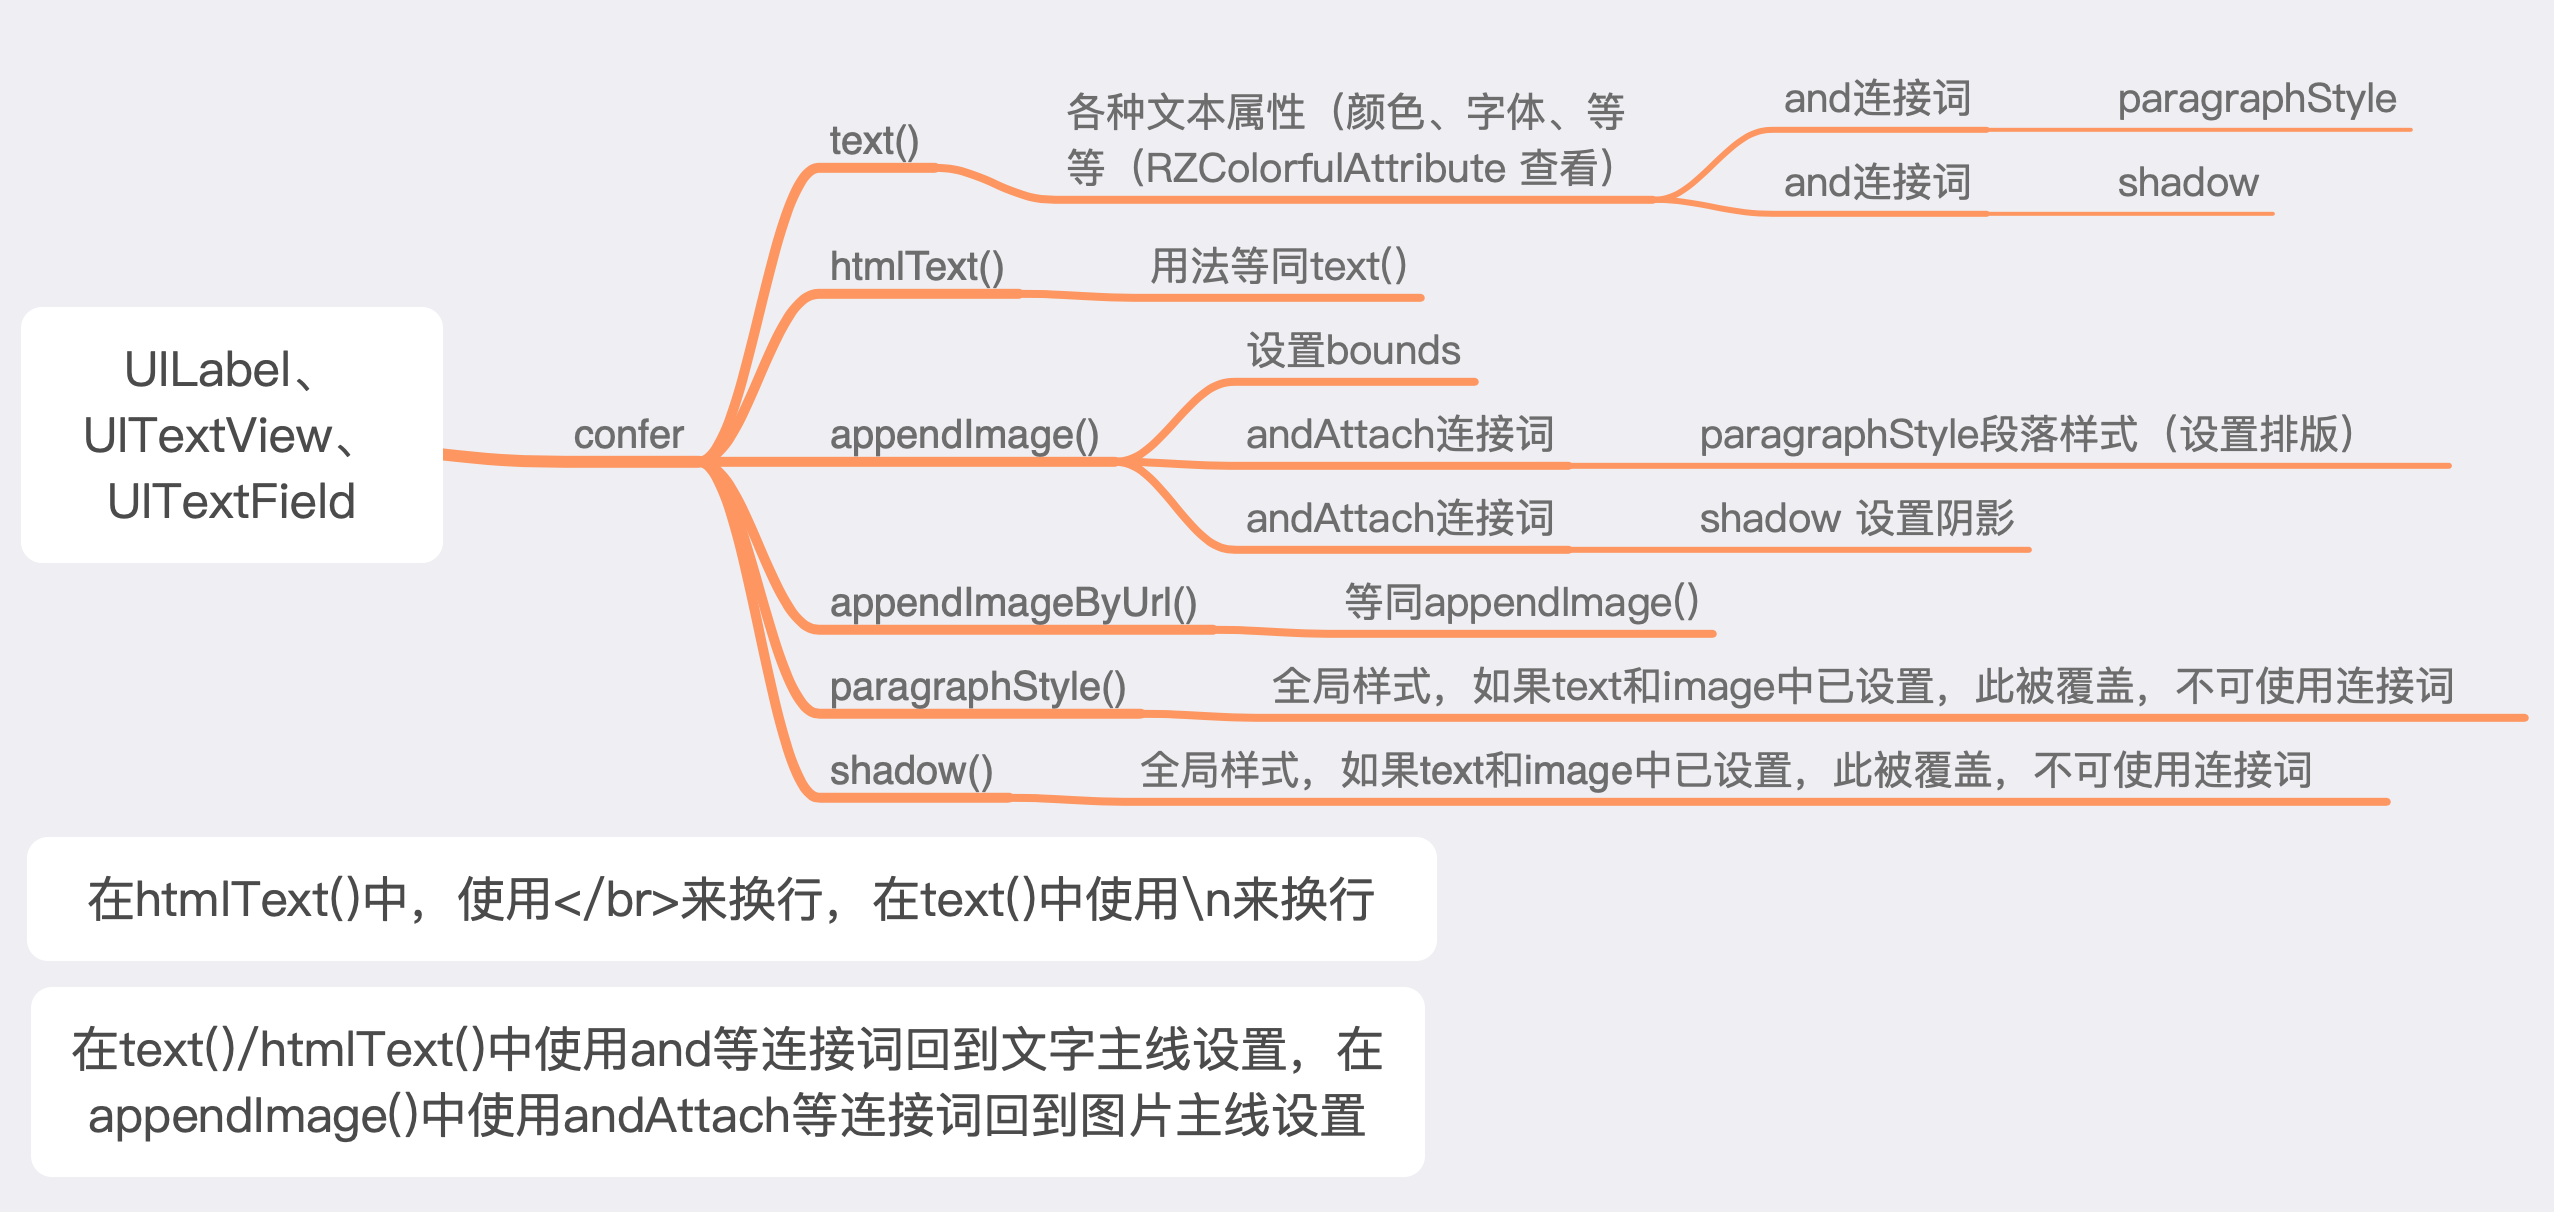 UILabel、
UITextView、
UITextField
confer
text()
各种文本属性（颜色、字体、等
等（RZColorfulAttribute 查看）
and连接词
paragraphStyle
and连接词
shadow
htmlText()
用法等同text()
appendImage()
设置bounds
andAttach连接词
paragraphStyle段落样式（设置排版）
andAttach连接词
shadow 设置阴影
appendImageByUrl()
等同appendImage()
paragraphStyle()
全局样式，如果text和image中已设置，此被覆盖，不可使用连接词
shadow()
全局样式，如果text和image中已设置，此被覆盖，不可使用连接词
在htmlText()中，使用</br>来换行，在text()中使用\n来换行
在text()/htmlText()中使用and等连接词回到文字主线设置，在
appendImage()中使用andAttach等连接词回到图片主线设置